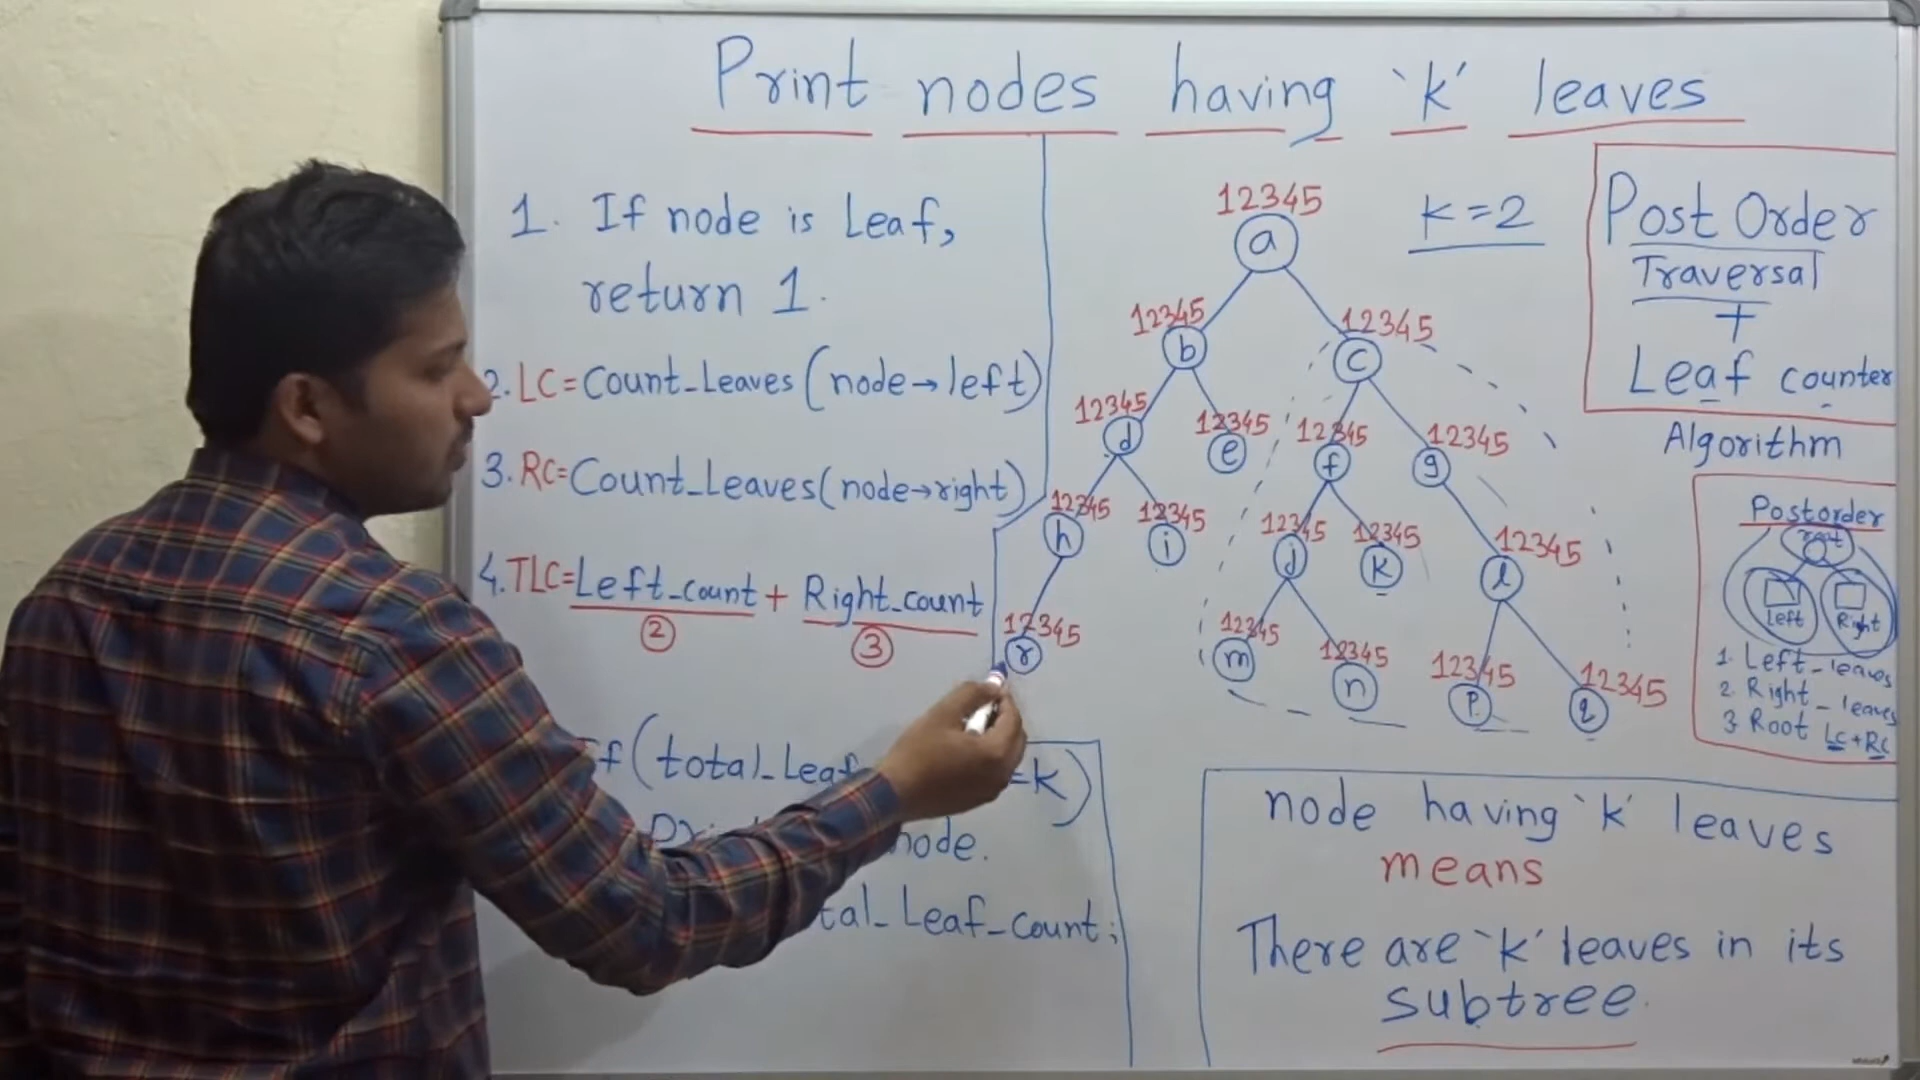 Print nodes having 'k' leaves
1. If node is Leaf,
return 1.
2. LC=Count_Leaves(node→left)
3. RC=Count_Leaves(node→right)
4. TLC=Left_count + Right_count
2 3
If(total_Leaf =K)
node.
tal_Leaf_count;
K=2
12345
a
12345 12345
b c
12345 12345 12345 12345
d e f g
12345 12345 12345 12345 12345
h i j k l
12345 12345 12345 12345 12345
r m n p q
Post Order
Traversal
+
Leaf counter
Algorithm
Postorder
root
Left Right
1. Left_leaves
2. Right_leaves
3. Root LC+RC
node having 'k' leaves
means
There are 'k' leaves in its
subtree.